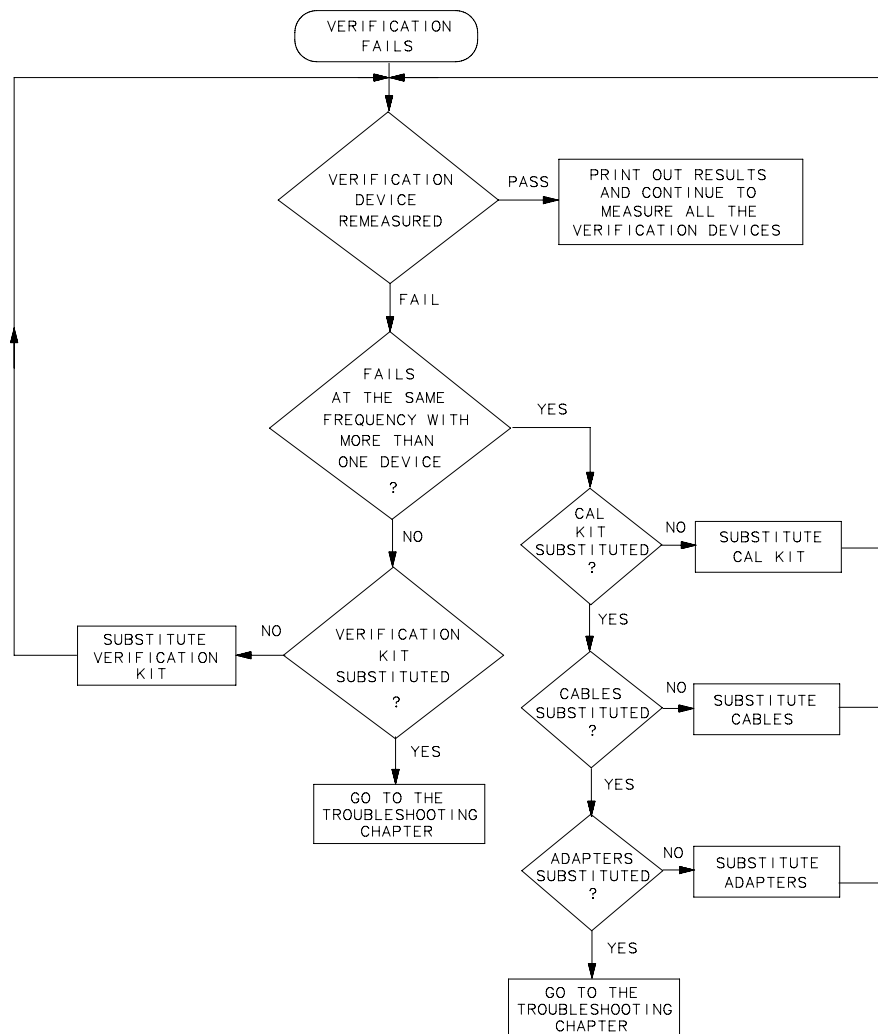 VERIFICATION
FAILS
VERIFICATION
DEVICE
REMEASURED
PASS
PRINT OUT RESULTS
AND CONTINUE TO
MEASURE ALL THE
VERIFICATION DEVICES
FAIL
FAILS
AT THE SAME
FREQUENCY WITH
MORE THAN
ONE DEVICE
?
YES
NO
CAL
KIT
SUBSTITUTED
?
NO
SUBSTITUTE
CAL KIT
YES
VERIFICATION
KIT
SUBSTITUTED
?
NO
SUBSTITUTE
VERIFICATION
KIT
YES
GO TO THE
TROUBLESHOOTING
CHAPTER
CABLES
SUBSTITUTED
?
NO
SUBSTITUTE
CABLES
YES
ADAPTERS
SUBSTITUTED
?
NO
SUBSTITUTE
ADAPTERS
YES
GO TO THE
TROUBLESHOOTING
CHAPTER